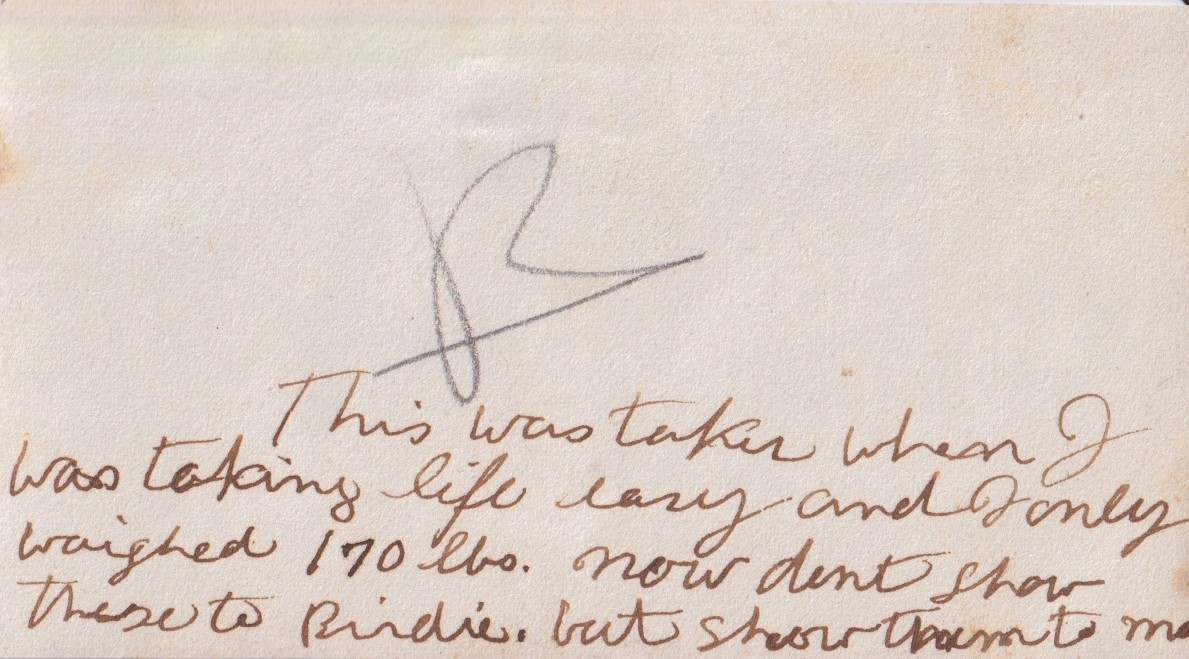 R
This was taken when I
was taking life easy and I only
waighed 170 lbs. now dont show
these to Birdie. but show them to ma